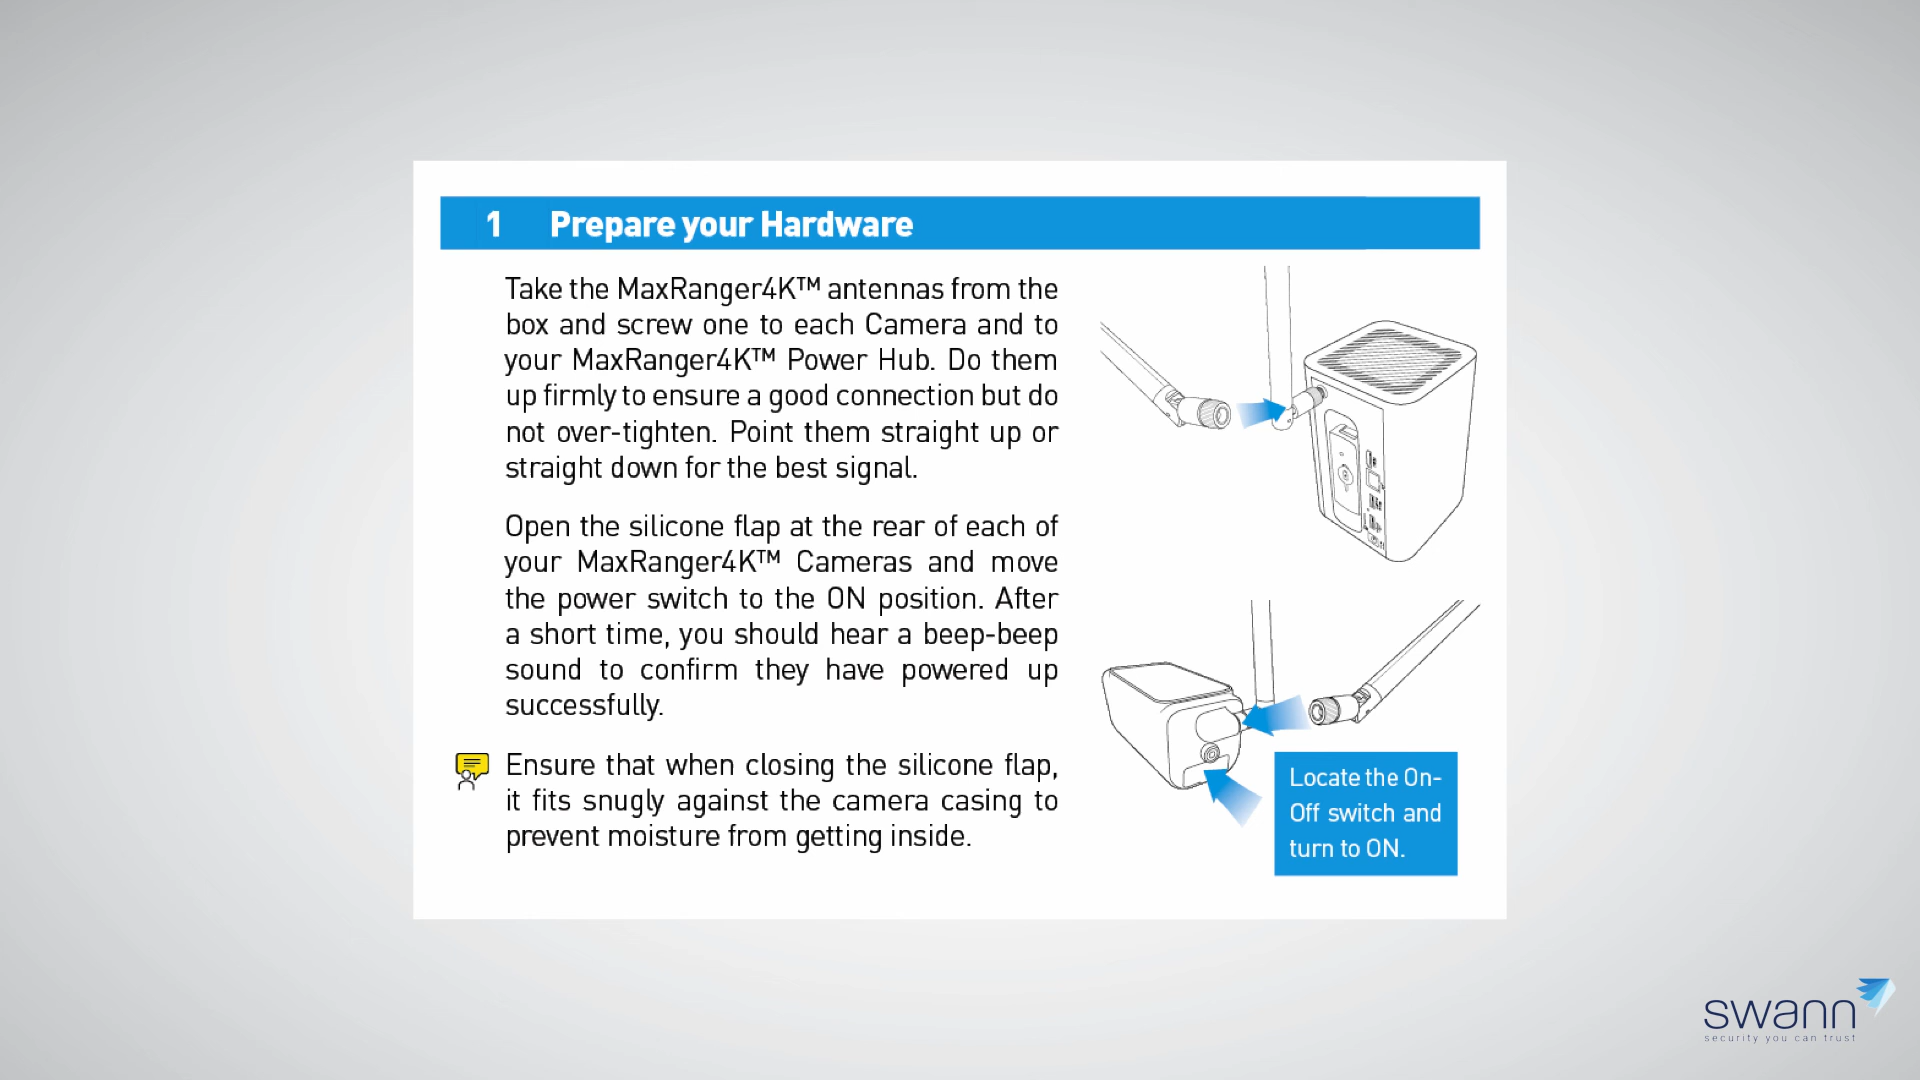 1 Prepare your Hardware
Take the MaxRanger4K™ antennas from the
box and screw one to each Camera and to
your MaxRanger4K™ Power Hub. Do them
up firmly to ensure a good connection but do
not over-tighten. Point them straight up or
straight down for the best signal.
Open the silicone flap at the rear of each of
your MaxRanger4K™ Cameras and move
the power switch to the ON position. After
a short time, you should hear a beep-beep
sound to confirm they have powered up
successfully.
Ensure that when closing the silicone flap,
it fits snugly against the camera casing to
prevent moisture from getting inside.
Locate the On-
Off switch and
turn to ON.
swann
security you can trust